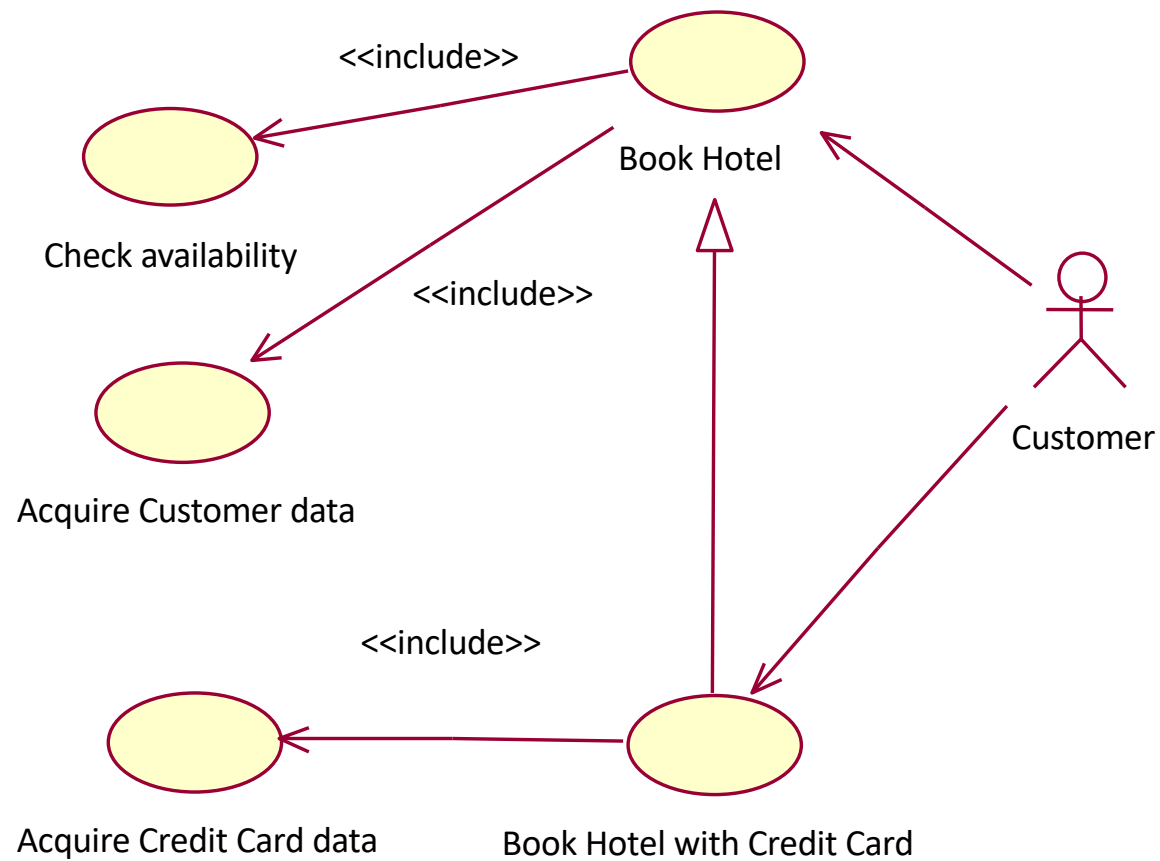 <<include>>
Book Hotel
Check availability
<<include>>
Customer
Acquire Customer data
<<include>>
Acquire Credit Card data
Book Hotel with Credit Card